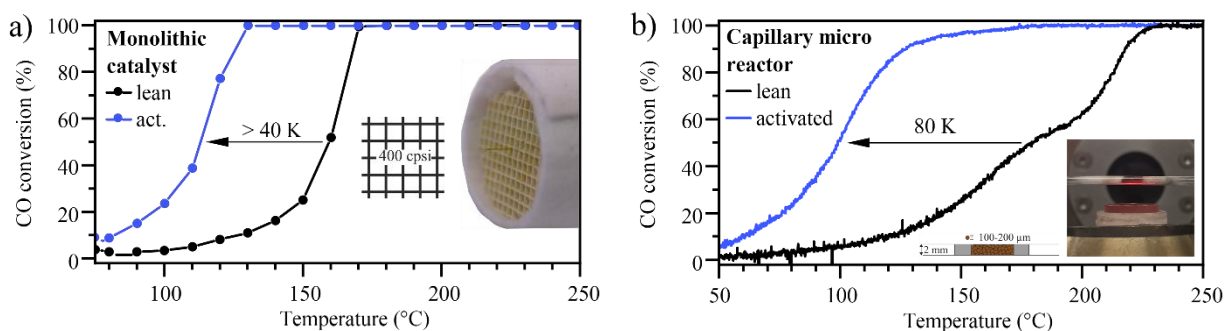 a)
Monolithic
catalyst
lean
act.
> 40 K
400 cpsi
CO conversion (%)
100
80
60
40
20
0
100
150
200
250
Temperature (°C)
b)
Capillary micro
reactor
lean
activated
80 K
100-200 µm
2 mm
CO conversion (%)
100
80
60
40
20
0
50
100
150
200
250
Temperature (°C)